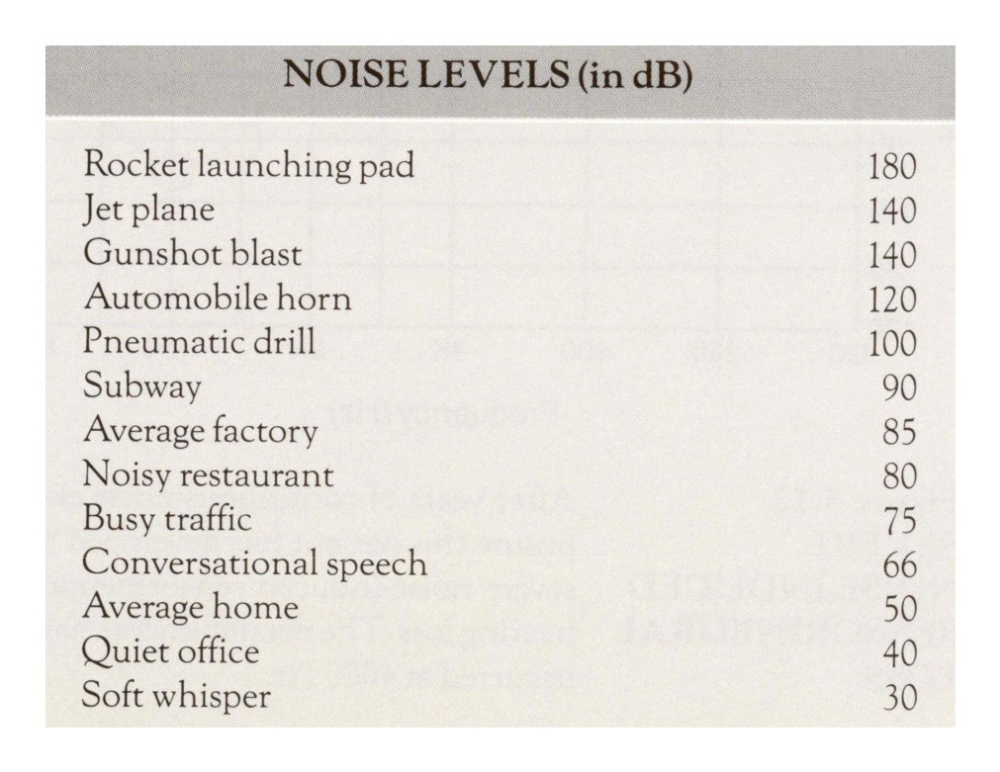 NOISE LEVELS (in dB)
Rocket launching pad 180
Jet plane 140
Gunshot blast 140
Automobile horn 120
Pneumatic drill 100
Subway 90
Average factory 85
Noisy restaurant 80
Busy traffic 75
Conversational speech 66
Average home 50
Quiet office 40
Soft whisper 30